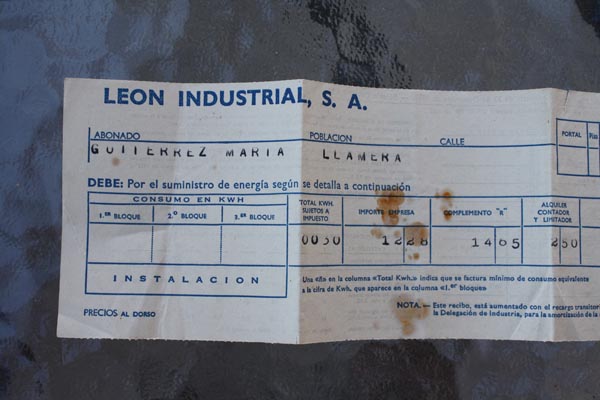 LEON INDUSTRIAL, S. A.
ABONADO POBLACION CALLE PORTAL Piso
GUTIERREZ MARIA LLAMERA
DEBE: Por el suministro de energía según se detalla a continuación
CONSUMO EN KWH TOTAL KWH. SUJETOS A IMPUESTO IMPORTE EMPRESA COMPLEMENTO "R" ALQUILER CONTADOR Y LIMITADOR
1.ER BLOQUE 2.º BLOQUE 3.ER BLOQUE
0030 1228 1465 250
INSTALACION
Una «0» en la columna «Total Kwh.» indica que se factura mínimo de consumo equivalente
a la cifra de Kwh. que aparece en la columna «1.er bloque»
NOTA.— Este recibo, está aumentado con el recargo transitor
la Delegación de Industria, para la amortización de la
PRECIOS AL DORSO